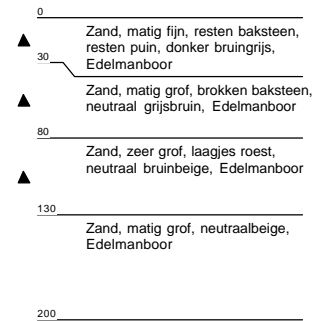 0
Zand, matig fijn, resten baksteen,
resten puin, donker bruingrijs,
Edelmanboor
30
Zand, matig grof, brokken baksteen,
neutraal grijsbruin, Edelmanboor
80
Zand, zeer grof, laagjes roest,
neutraal bruinbeige, Edelmanboor
130
Zand, matig grof, neutraalbeige,
Edelmanboor
200